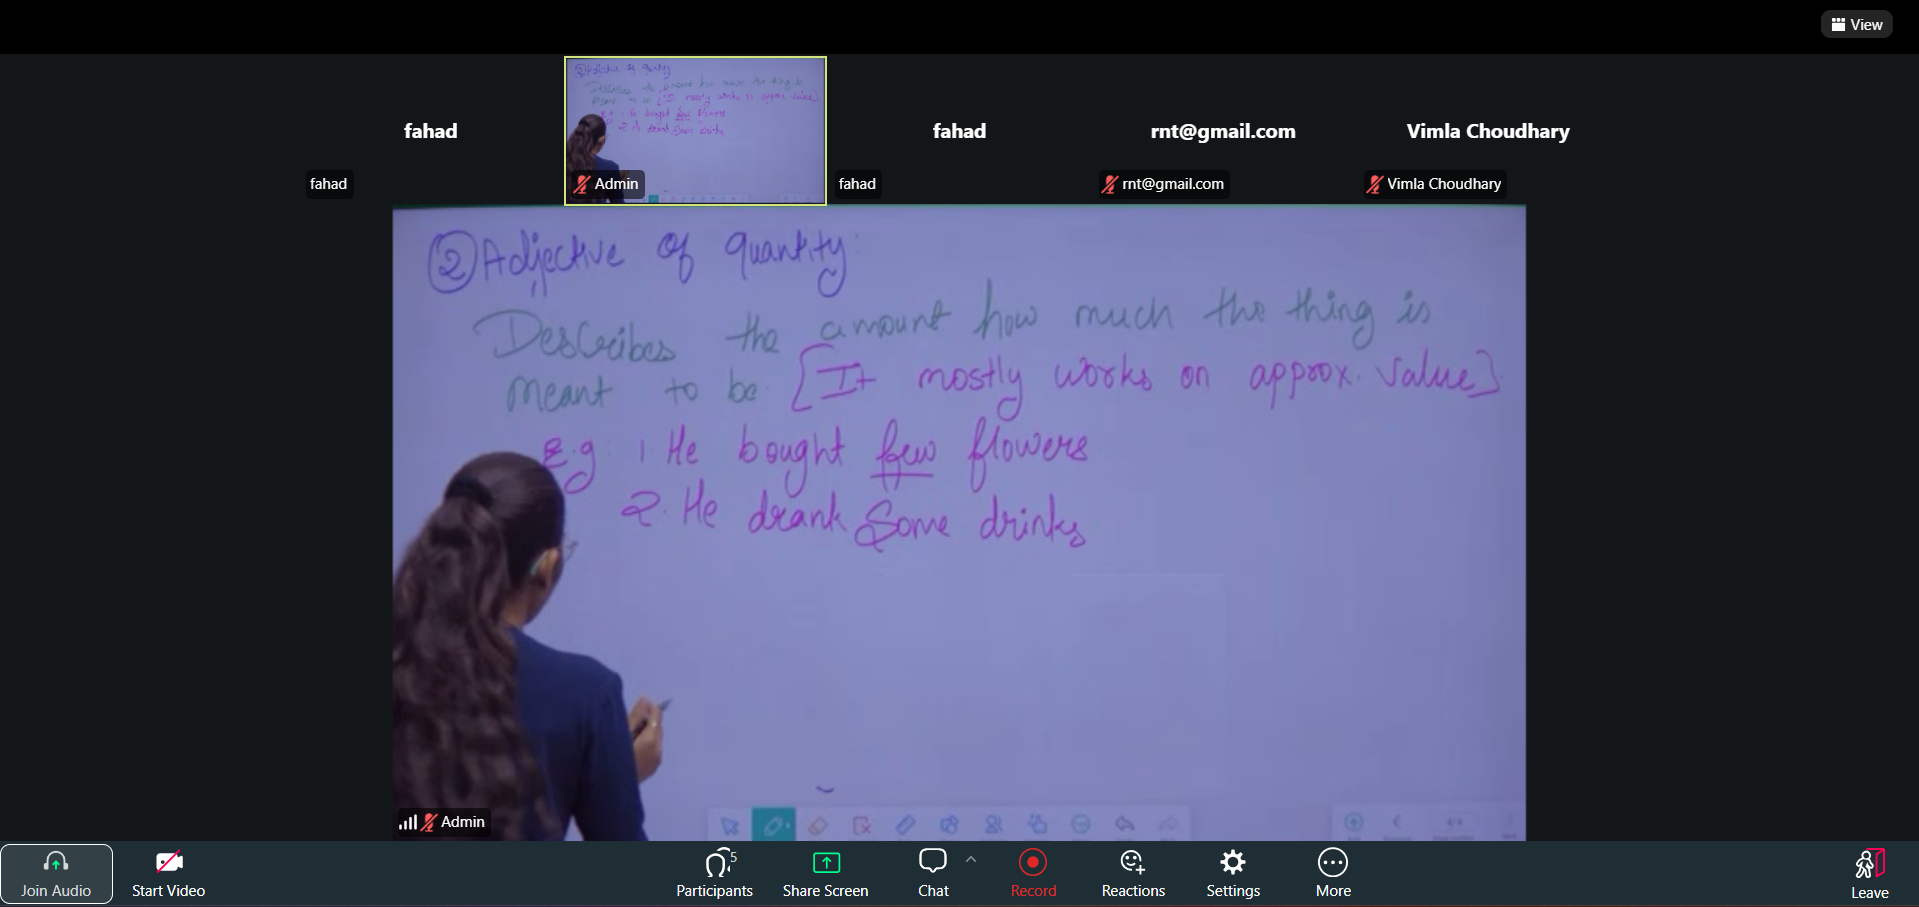 View
fahad
fahad
rnt@gmail.com
Vimla Choudhary
fahad
Admin
fahad
rnt@gmail.com
Vimla Choudhary
② Adjective of quantity:
Describes the amount how much the thing is
meant to be [It mostly works on approx. value]
E.g. 1. He bought few flowers
2. He drank Some drinks
Admin
Join Audio
Start Video
Participants
5
Share Screen
Chat
Record
Reactions
Settings
More
Leave